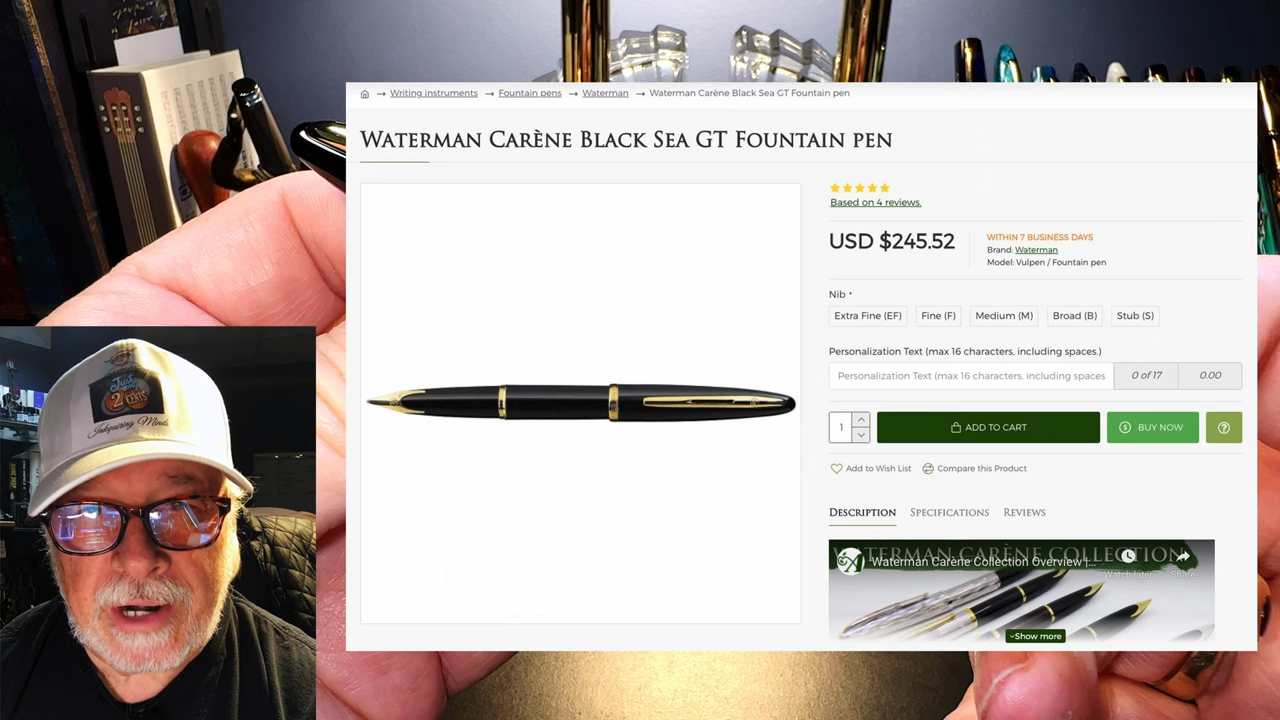 Writing instruments → Fountain pens → Waterman → Waterman Carène Black Sea GT Fountain pen
Waterman Carène Black Sea GT Fountain pen
Based on 4 reviews.
USD $245.52
WITHIN 7 BUSINESS DAYS
Brand: Waterman
Model: Vulpen / Fountain pen
Nib *
Extra Fine (EF) Fine (F) Medium (M) Broad (B) Stub (S)
Personalization Text (max 16 characters, including spaces.)
Personalization Text (max 16 characters, including spaces 0 of 17 0.00
1 ADD TO CART BUY NOW
Add to Wish List Compare this Product
Description Specifications Reviews
WATERMAN CARÈNE COLLECTION
Waterman Carène Collection Overview |...
Watch later Share
Show more
Just my
2 CENTS
Inkquiring Minds